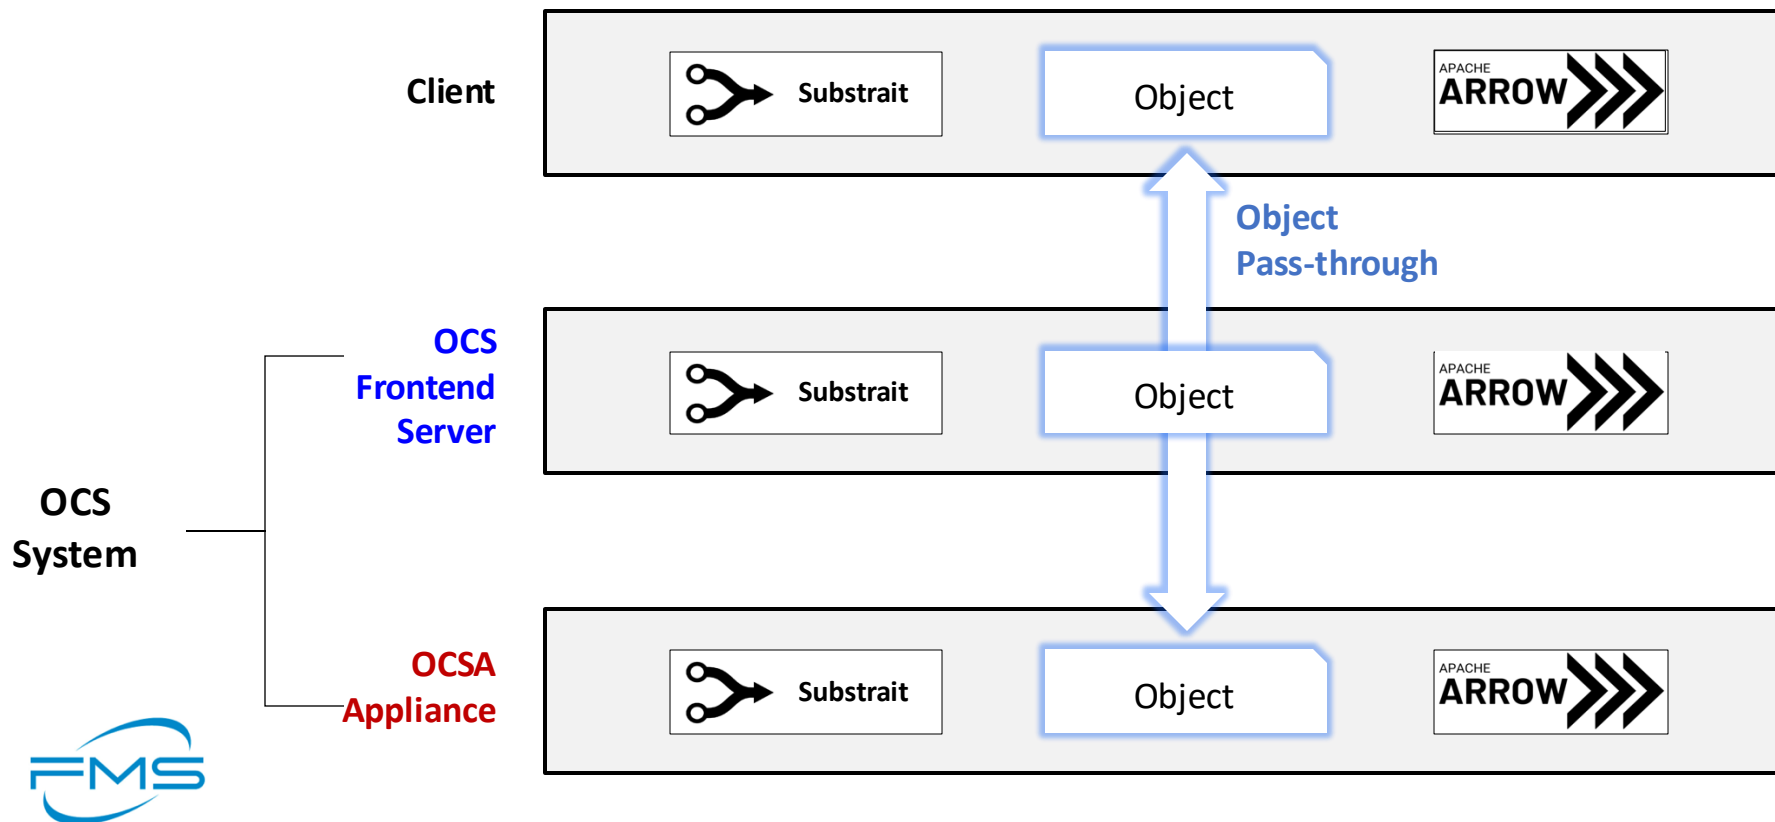 Client
Substrait
Object
APACHE
ARROW
Object
Pass-through
OCS
Frontend
Server
Substrait
Object
APACHE
ARROW
OCS
System
OCSA
Appliance
Substrait
Object
APACHE
ARROW
FMS